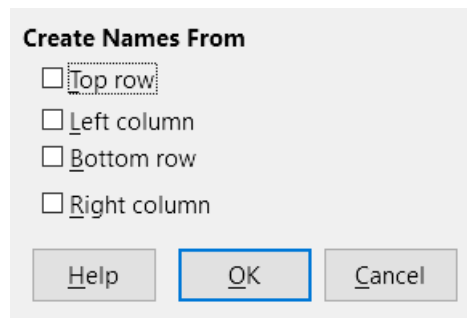 Create Names From
Top row
Left column
Bottom row
Right column
Help OK Cancel